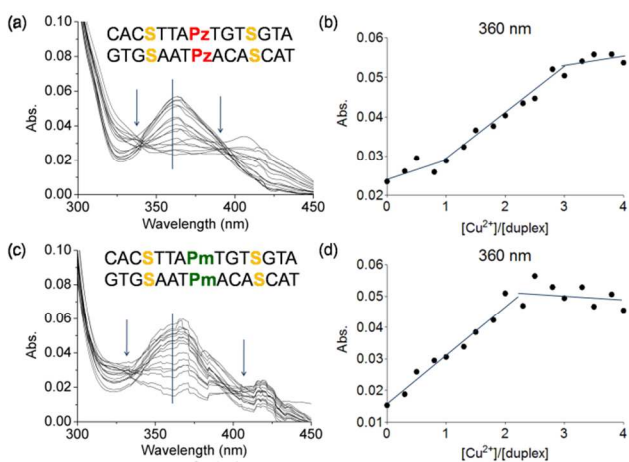 (a)
CACSTTAPzTGTSGTA
GTGSAATPzACASCAT
0.10
0.08
0.06
0.04
0.02
0.00
Abs.
300 350 400 450
Wavelength (nm)
(b)
360 nm
0.06
0.05
0.04
0.03
0.02
Abs.
0 1 2 3 4
[Cu²⁺]/[duplex]
(c)
CACSTTAPmTGTSGTA
GTGSAATPmACASCAT
0.10
0.08
0.06
0.04
0.02
0.00
Abs.
300 350 400 450
Wavelength (nm)
(d)
360 nm
0.06
0.05
0.04
0.03
0.02
0.01
Abs.
0 1 2 3 4
[Cu²⁺]/[duplex]